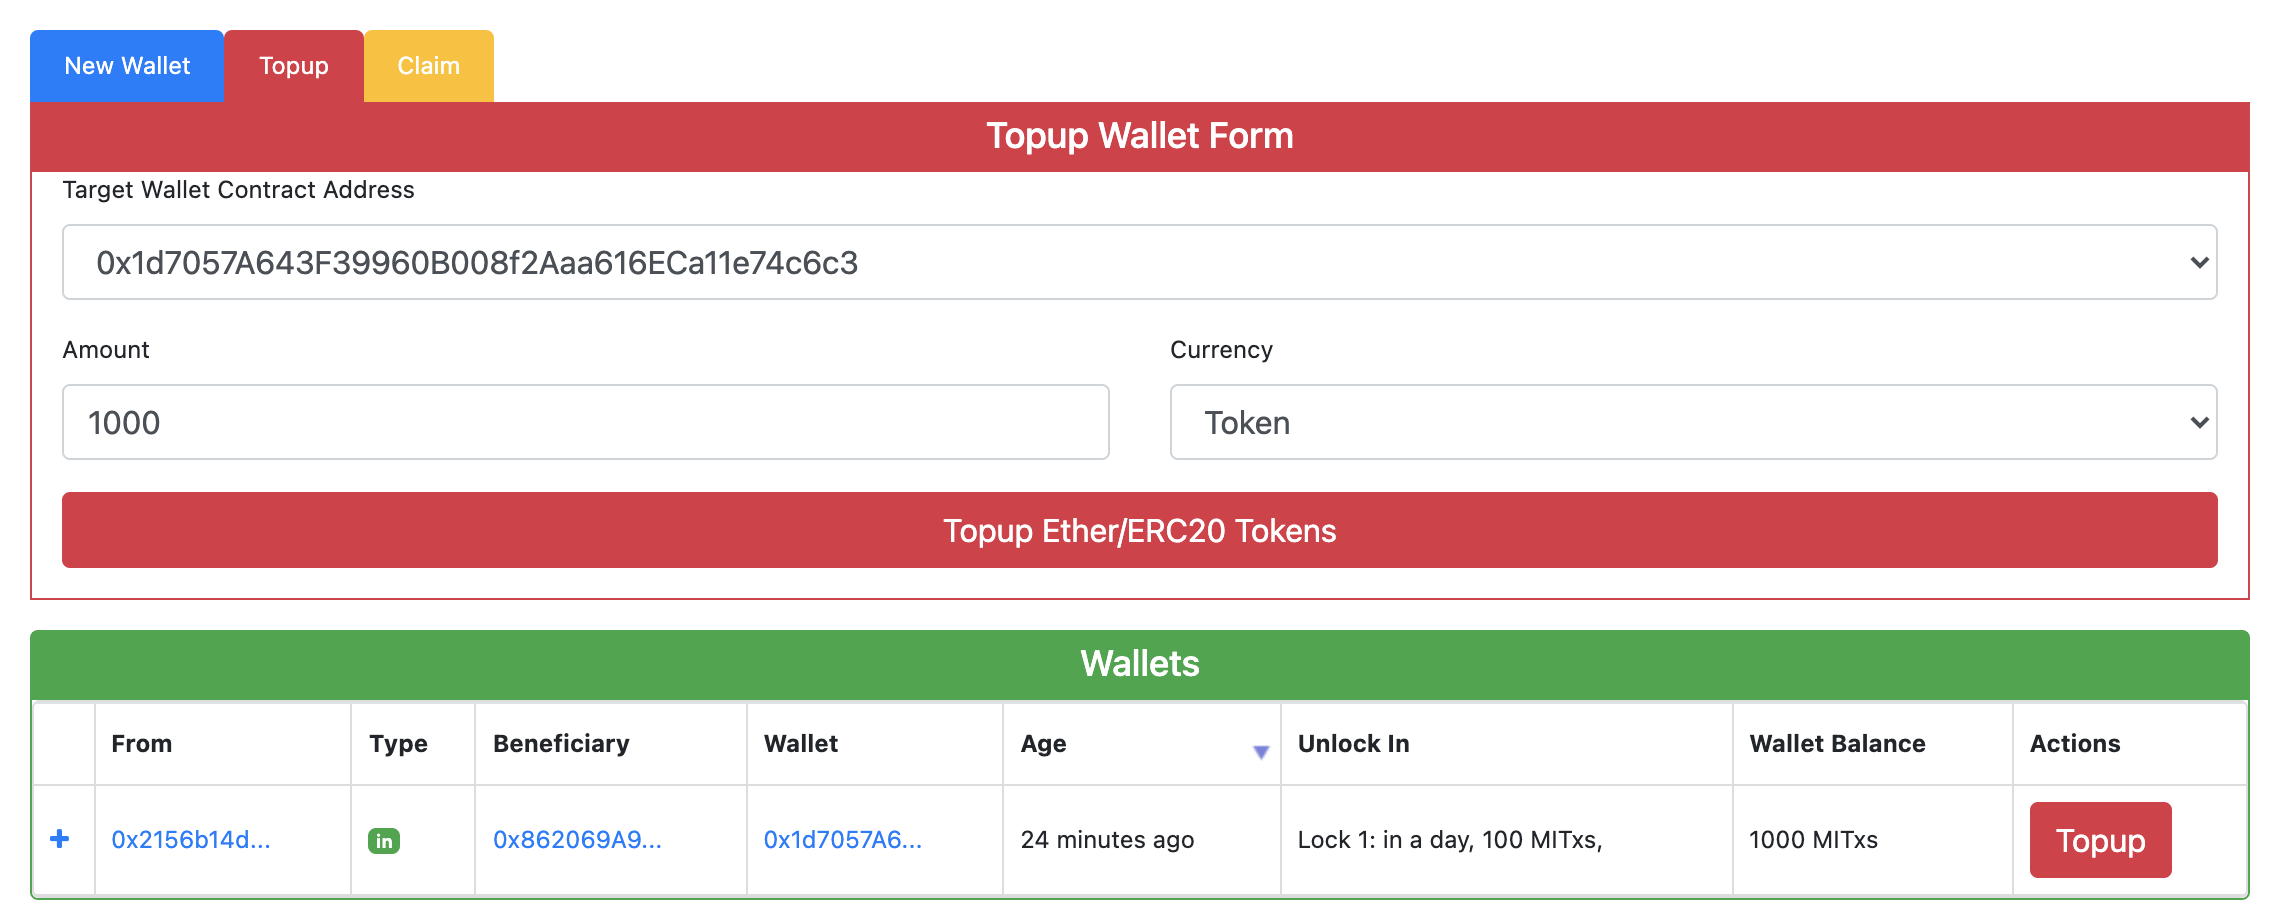 New Wallet Topup Claim
Topup Wallet Form
Target Wallet Contract Address
0x1d7057A643F39960B008f2Aaa616ECa11e74c6c3
Amount Currency
1000 Token
Topup Ether/ERC20 Tokens
Wallets
From Type Beneficiary Wallet Age Unlock In Wallet Balance Actions
0x2156b14d... in 0x862069A9... 0x1d7057A6... 24 minutes ago Lock 1: in a day, 100 MITxs, 1000 MITxs Topup